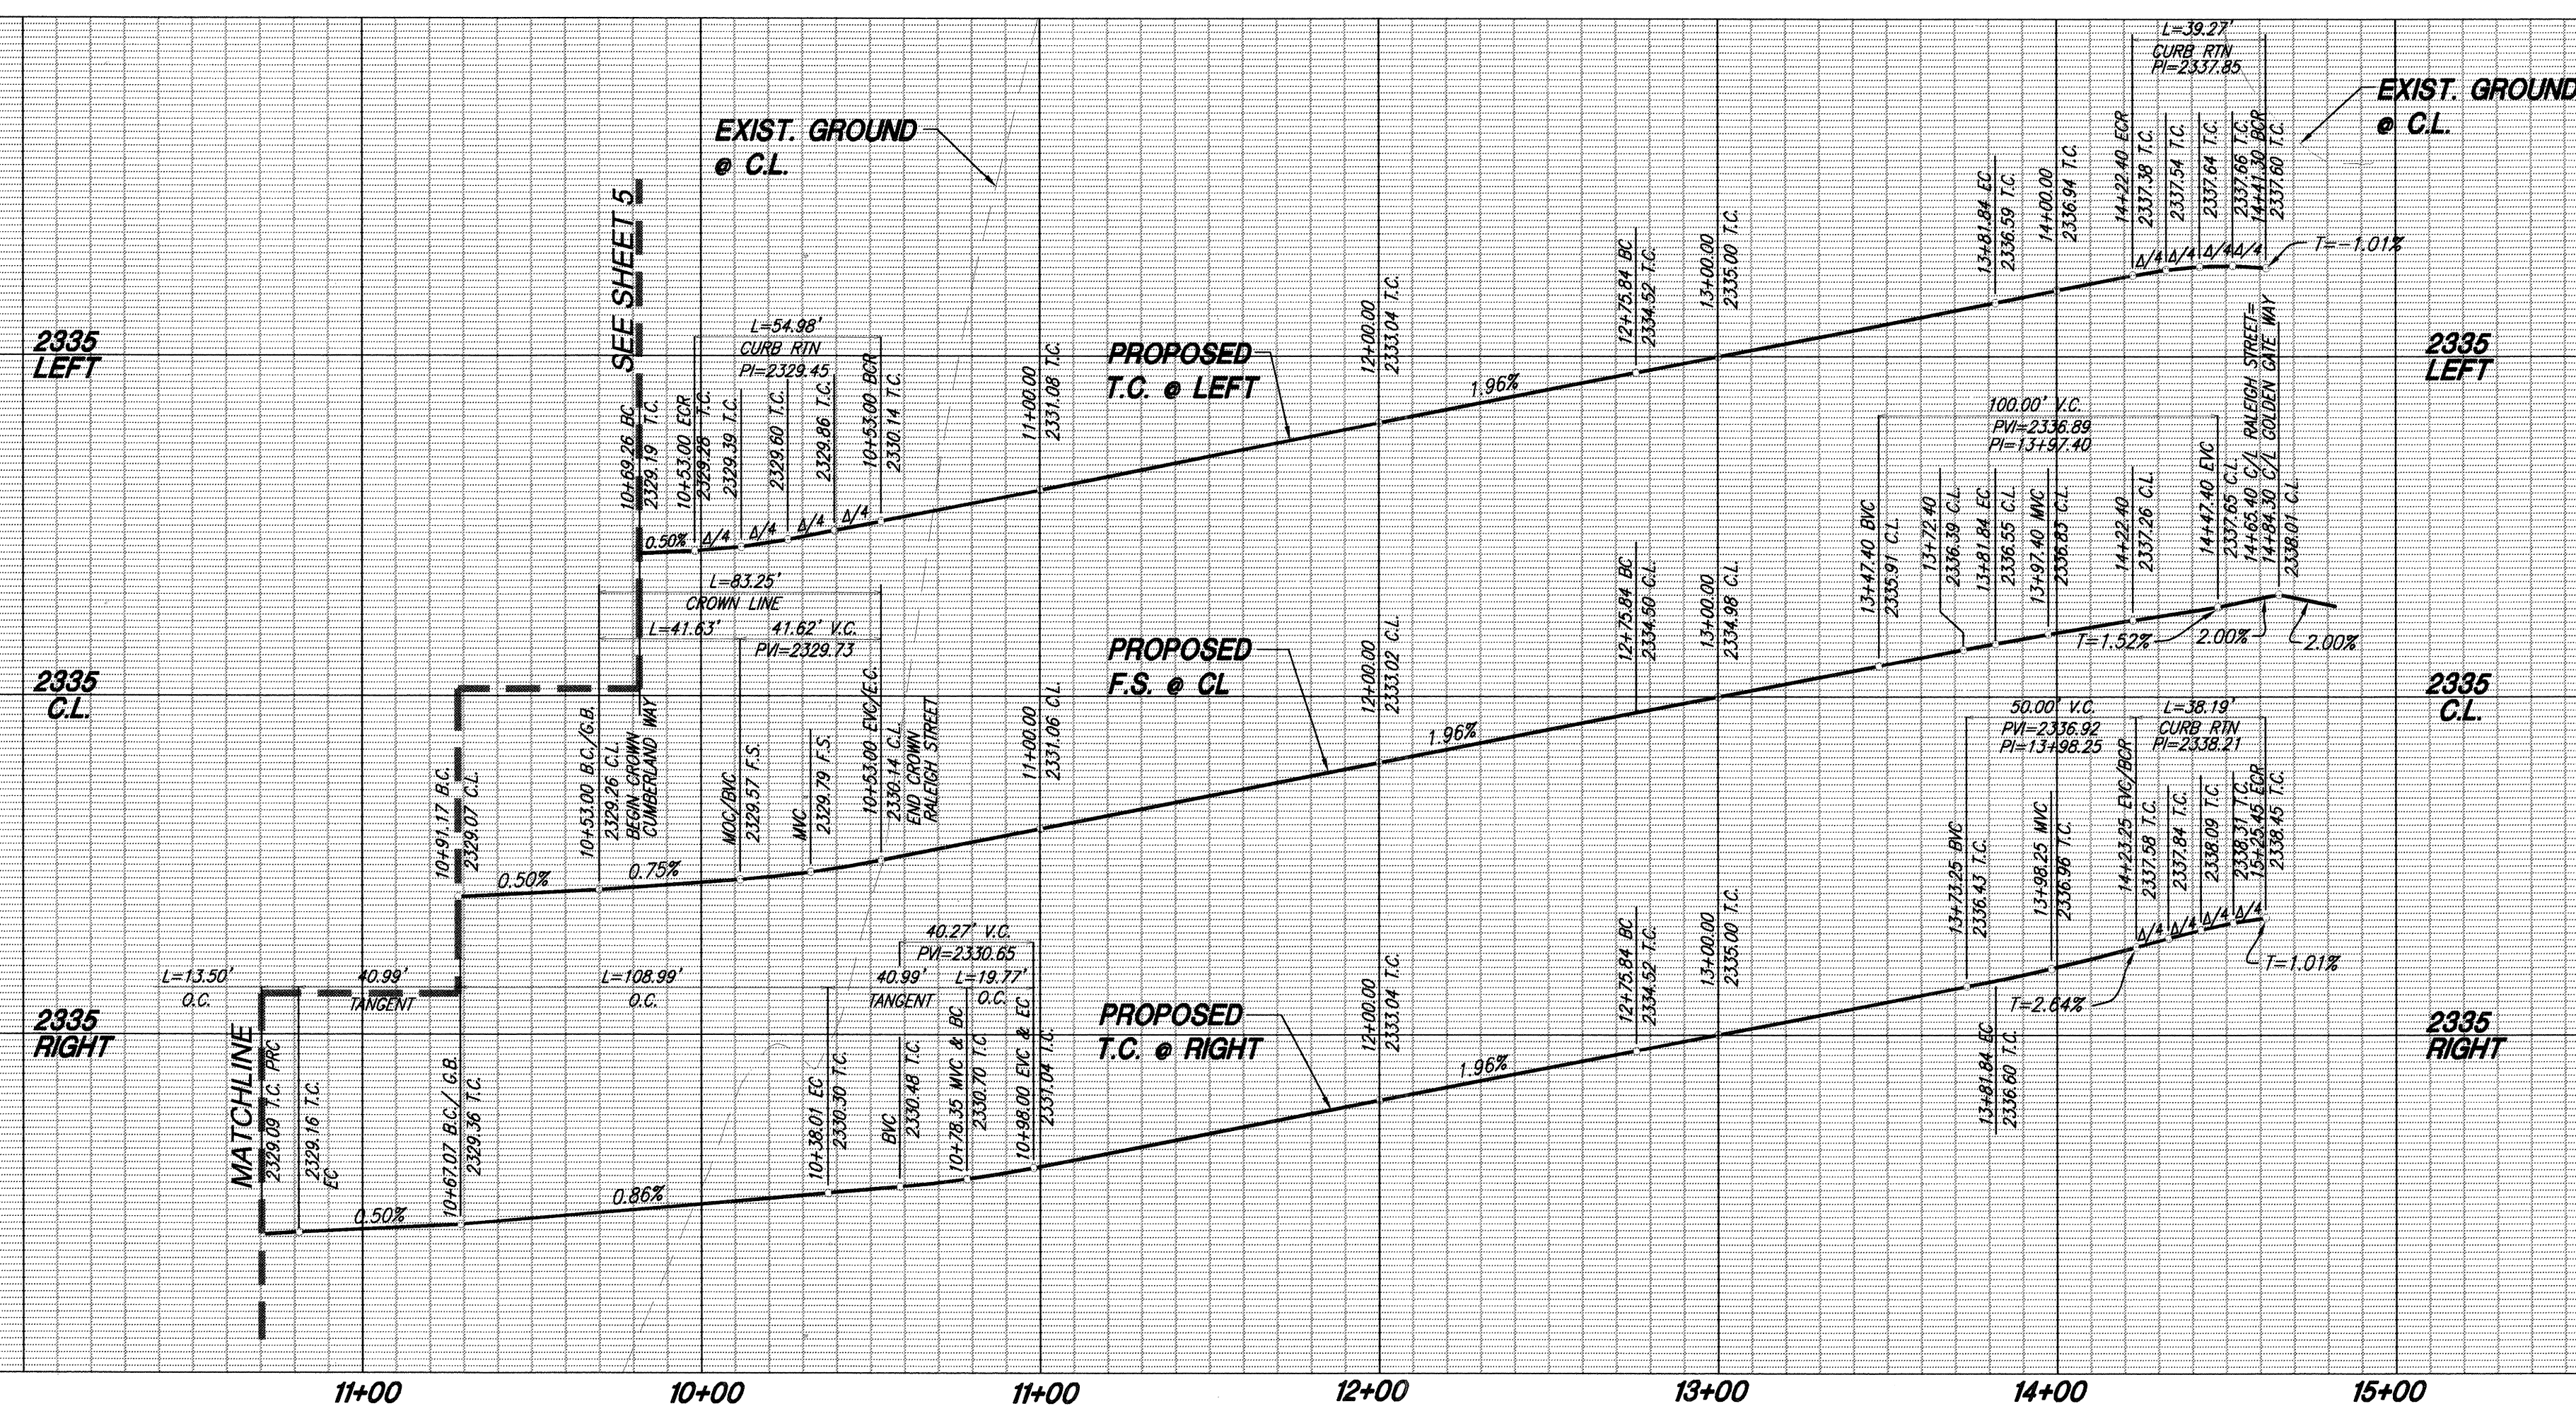 L=39.27'
CURB RTN
PI=2337.85
EXIST. GROUND
@ C.L.
EXIST. GROUND
@ C.L.
SEE SHEET 5
14+22.40 ECR
2337.38 T.C.
2337.54 T.C.
2337.64 T.C.
2337.66 T.C.
14+41.30 BCR
2337.60 T.C.
13+81.84 EC
2336.59 T.C.
14+00.00
2336.94 T.C.
Δ/4 Δ/4 Δ/4 Δ/4
T=-1.01%
12+75.84 BC
2334.52 T.C.
13+00.00
2335.00 T.C.
12+00.00
2333.04 T.C.
11+00.00
2331.08 T.C.
2335
LEFT
L=54.98'
CURB RTN
PI=2329.45
10+69.26 BC
2329.19 T.C.
10+53.00 ECR
2329.28 T.C.
2329.39 T.C.
2329.60 T.C.
2329.86 T.C.
10+53.00 BCR
2330.14 T.C.
0.50%
Δ/4 Δ/4 Δ/4 Δ/4
PROPOSED
T.C. @ LEFT
1.96%
2335
LEFT
100.00' V.C.
PVI=2336.89
PI=13+97.40
13+47.40 BVC
2335.91 C.L.
13+72.40
2336.39 C.L.
13+81.84 EC
2336.55 C.L.
13+97.40 MVC
2336.83 C.L.
14+22.40
2337.26 C.L.
14+47.40 EVC
2337.65 C.L.
14+65.40 C/L RALEIGH STREET=
14+84.30 C/L GOLDEN GATE WAY
2338.01 C.L.
T=1.52%
2.00%
2.00%
L=83.25'
CROWN LINE
L=41.63'
41.62' V.C.
PVI=2329.73
2335
C.L.
10+91.17 B.C.
2329.07 C.L.
10+53.00 B.C./G.B.
2329.26 C.L.
BEGIN CROWN
CUMBERLAND WAY
MOC/BVC
2329.57 F.S.
MVC
2329.79 F.S.
10+53.00 EVC/E.C.
2330.14 C.L.
END CROWN
RALEIGH STREET
11+00.00
2331.06 C.L.
0.50%
0.75%
PROPOSED
F.S. @ CL
12+00.00
2333.02 C.L.
1.96%
12+75.84 BC
2334.50 C.L.
13+00.00
2334.98 C.L.
2335
C.L.
50.00' V.C.
PVI=2336.92
PI=13+98.25
L=38.19'
CURB RTN
PI=2338.21
13+73.25 BVC
2336.43 T.C.
13+98.25 MVC
2336.96 T.C.
14+23.25 EVC/BCR
2337.58 T.C.
2337.84 T.C.
2338.09 T.C.
2338.31 T.C.
15+25.45 ECR
2338.45 T.C.
Δ/4 Δ/4 Δ/4 Δ/4
T=1.01%
T=2.64%
13+81.84 EC
2336.60 T.C.
L=13.50'
O.C.
40.99'
TANGENT
L=108.99'
O.C.
40.27' V.C.
PVI=2330.65
40.99'
TANGENT
L=19.77'
O.C.
2335
RIGHT
MATCHLINE
2329.09 T.C. PRC
2329.16 T.C.
EC
10+67.07 B.C./ G.B.
2329.36 T.C.
0.50%
0.86%
10+38.01 EC
2330.30 T.C.
BVC
2330.48 T.C.
10+78.35 MVC & BC
2330.70 T.C.
10+98.00 EVC & EC
2331.04 T.C.
PROPOSED
T.C. @ RIGHT
12+00.00
2333.04 T.C.
1.96%
12+75.84 BC
2334.52 T.C.
13+00.00
2335.00 T.C.
2335
RIGHT
11+00
10+00
11+00
12+00
13+00
14+00
15+00